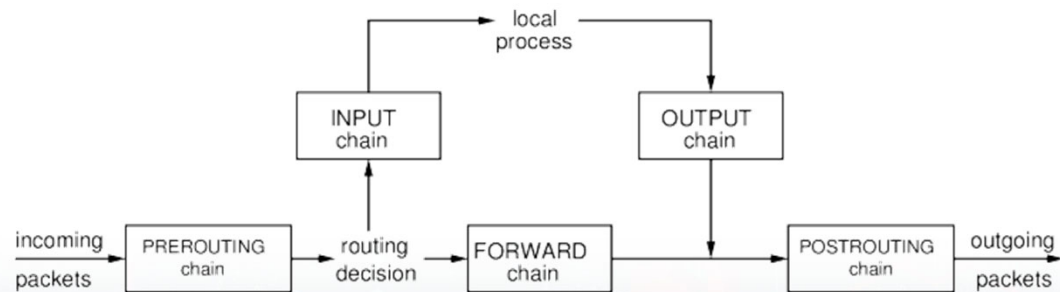 local
process
INPUT
chain
OUTPUT
chain
incoming
packets
PREROUTING
chain
routing
decision
FORWARD
chain
POSTROUTING
chain
outgoing
packets